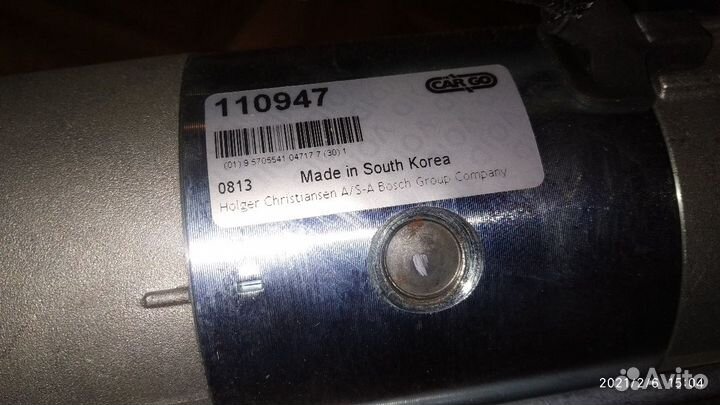 CARGO
110947
(01) 9 5705541 04717 7 (30) 1
0813
Made in South Korea
Holger Christiansen A/S-A Bosch Group Company
2021/2/6 15:04
Avito